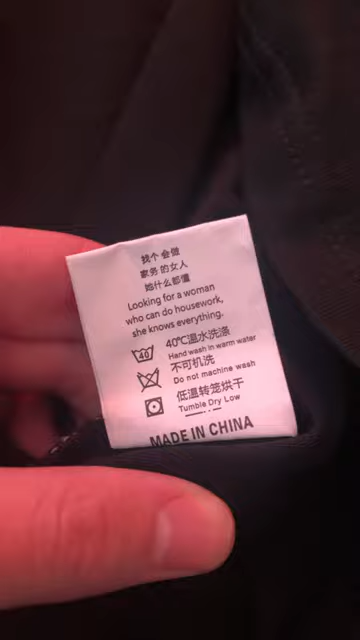 找个会做
家务的女人
她什么都懂
Looking for a woman
who can do housework,
she knows everything.
40
40℃温水洗涤
Hand wash in warm water
不可机洗
Do not machine wash
低温转笼烘干
Tumble Dry Low
MADE IN CHINA